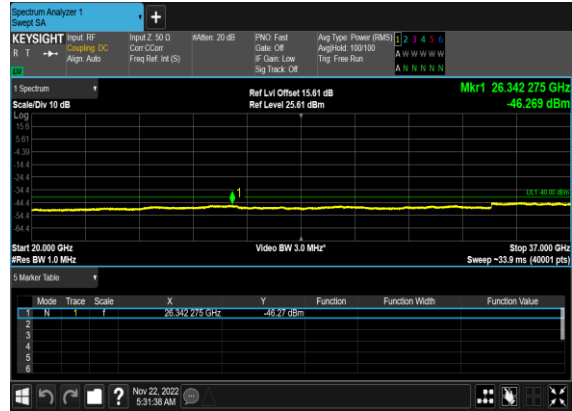 Spectrum Analyzer 1
Swept SA
+
KEYSIGHT Input: RF Input Z: 50 Ω #Atten: 20 dB PNO: Fast Avg Type: Power (RMS) 1 2 3 4 5 6
R T Coupling: DC Corr CCorr Gate: Off Avg|Hold: 100/100 A W W W W W
Align: Auto Freq Ref: Int (S) IF Gain: Low Trig: Free Run
Sig Track: Off A N N N N N
1 Spectrum Ref Lvl Offset 15.61 dB Mkr1 26.342 275 GHz
Scale/Div 10 dB Ref Level 25.61 dBm -46.269 dBm
Log
15.6
5.61
-4.39
-14.4
-24.4
-34.4
1
DL1 -40.00 dBm
-44.4
-54.4
-64.4
Start 20.000 GHz Video BW 3.0 MHz* Stop 37.000 GHz
#Res BW 1.0 MHz Sweep ~33.9 ms (40001 pts)
5 Marker Table
Mode Trace Scale X Y Function Function Width Function Value
1 N 1 f 26.342 275 GHz -46.27 dBm
2
3
4
5
6
? Nov 22, 2022
5:31:38 AM